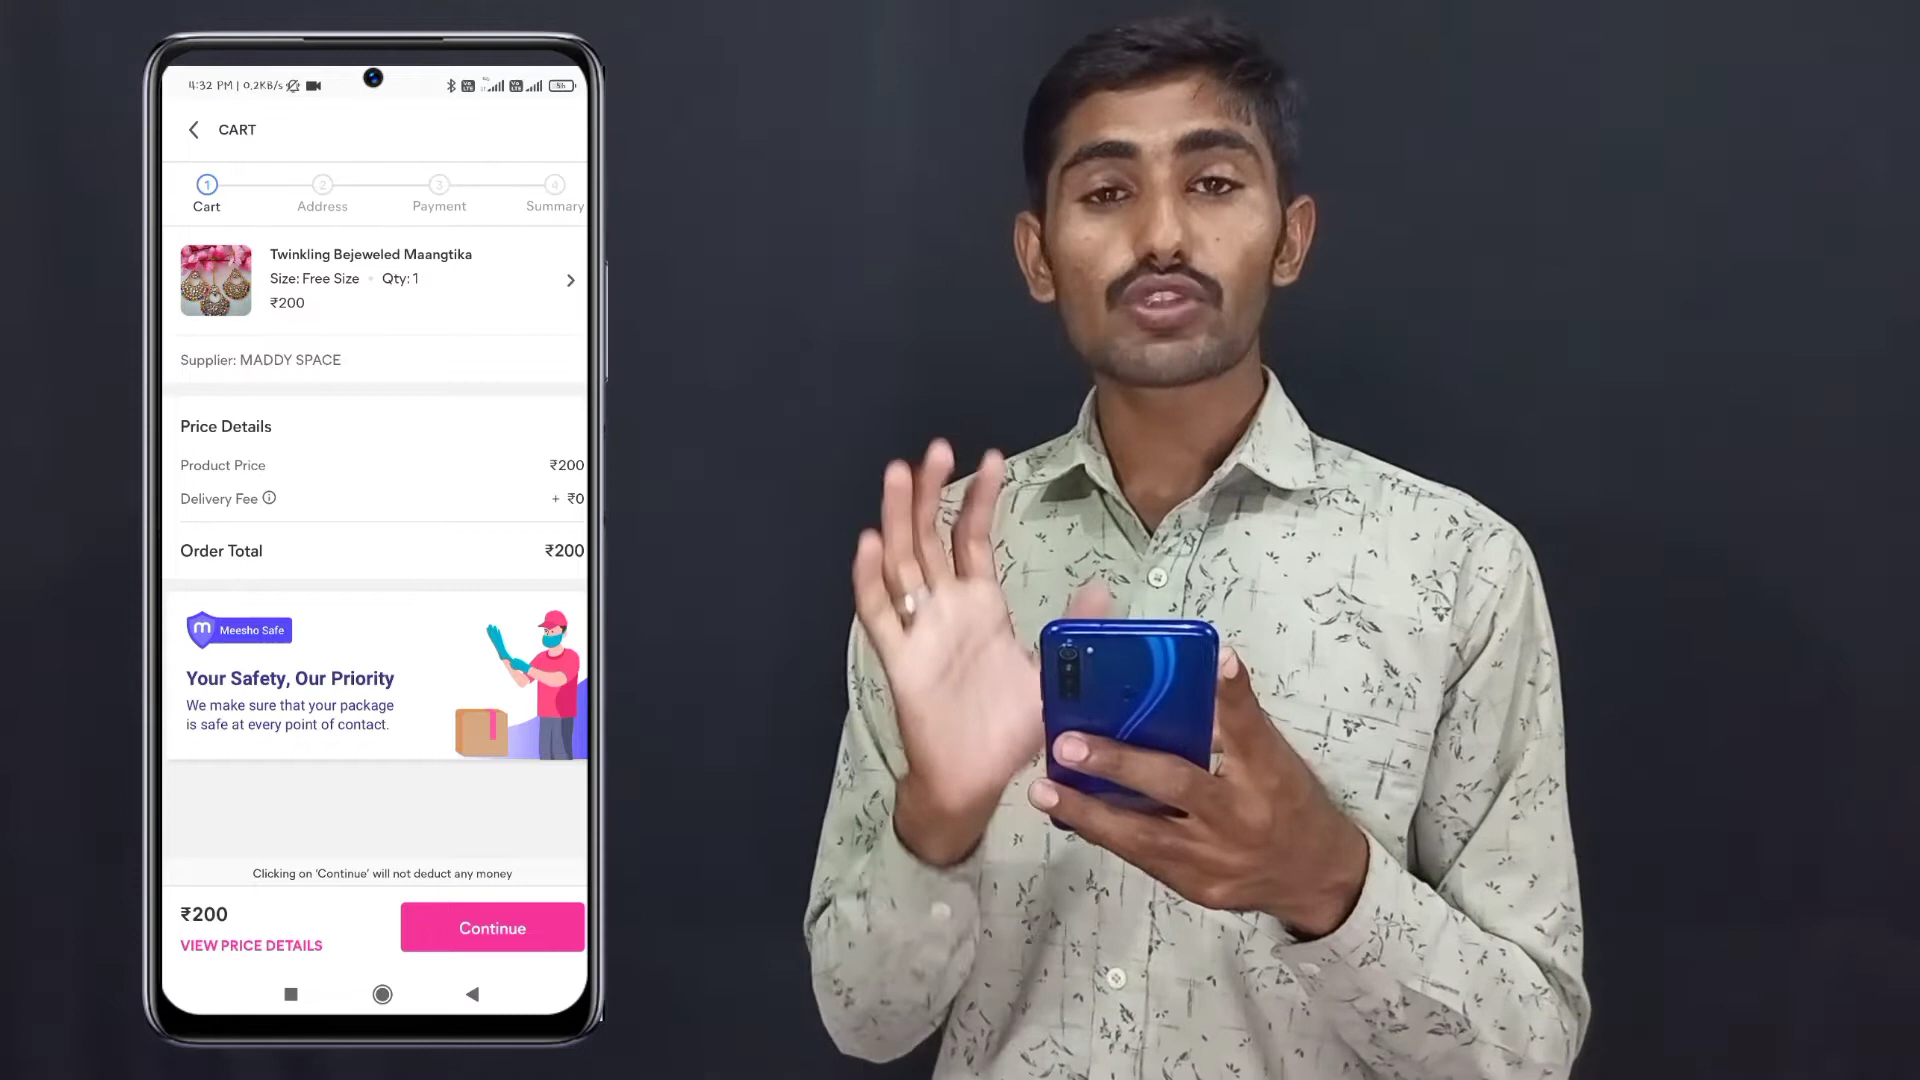 4:32 PM | 0.2KB/s
CART
1 2 3 4
Cart Address Payment Summary
Twinkling Bejeweled Maangtika
Size: Free Size • Qty: 1
₹200
Supplier: MADDY SPACE
Price Details
Product Price ₹200
Delivery Fee + ₹0
Order Total ₹200
m Meesho Safe
Your Safety, Our Priority
We make sure that your package
is safe at every point of contact.
Clicking on 'Continue' will not deduct any money
₹200
Continue
VIEW PRICE DETAILS